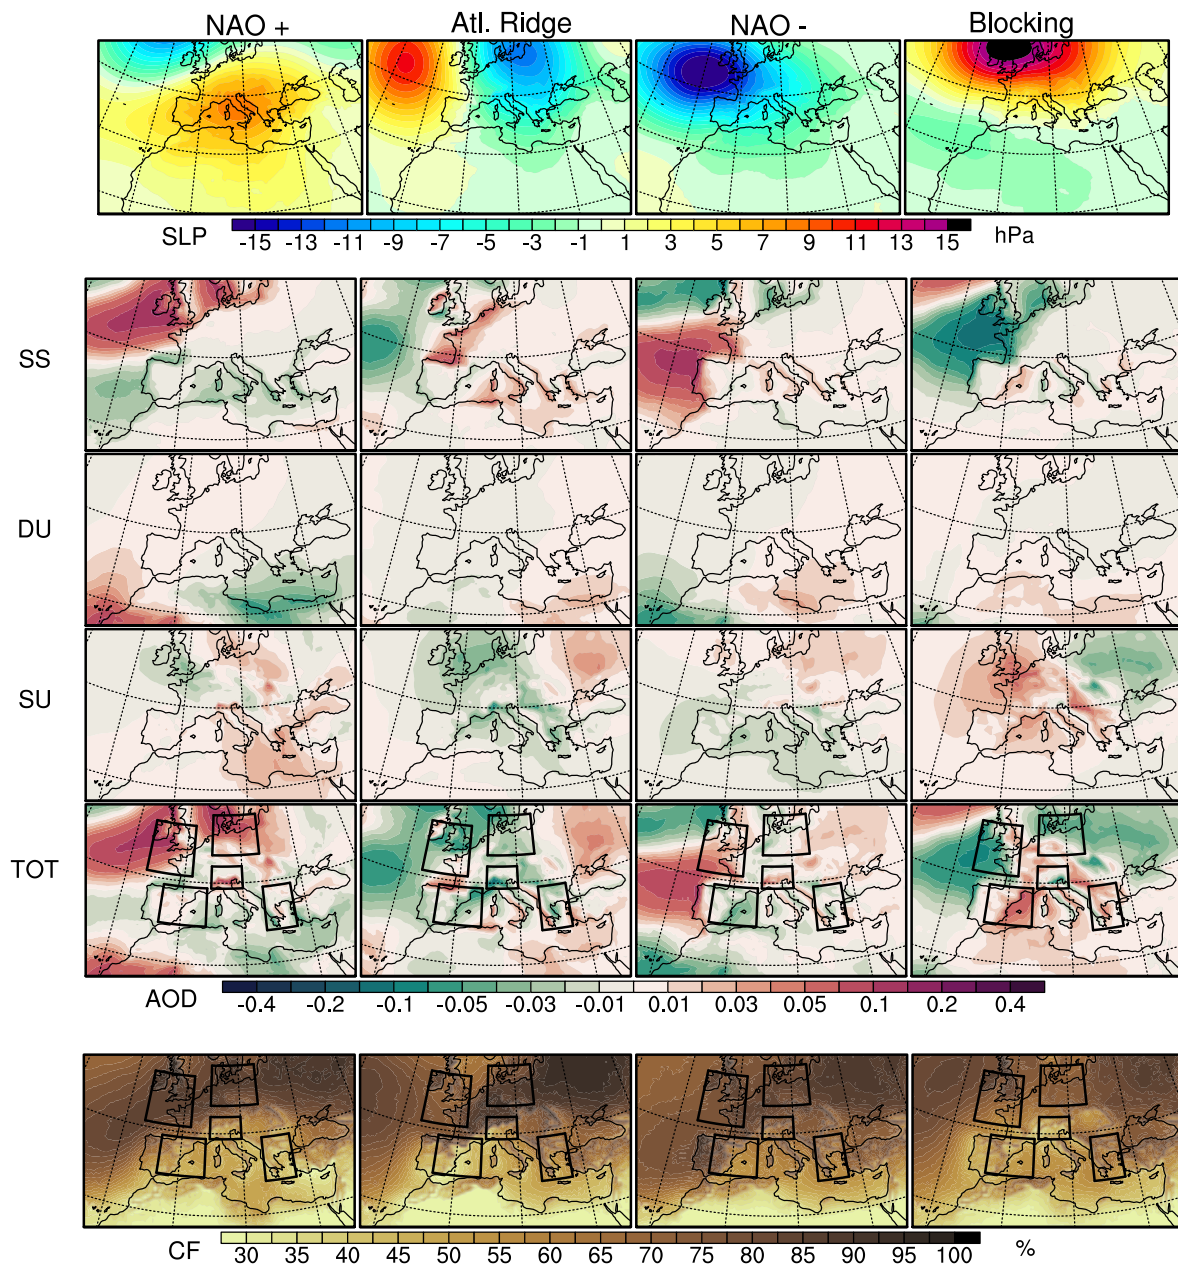 NAO + Atl. Ridge NAO - Blocking
SLP -15 -13 -11 -9 -7 -5 -3 -1 1 3 5 7 9 11 13 15 hPa
SS
DU
SU
TOT
AOD -0.4 -0.2 -0.1 -0.05 -0.03 -0.01 0.01 0.03 0.05 0.1 0.2 0.4
CF 30 35 40 45 50 55 60 65 70 75 80 85 90 95 100 %